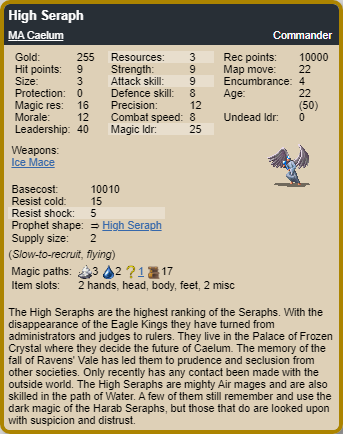 High Seraph
MA Caelum Commander
Gold: 255 Resources: 3 Rec points: 10000
Hit points: 9 Strength: 9 Map move: 22
Size: 3 Attack skill: 9 Encumbrance: 4
Protection: 0 Defence skill: 8 Age: 22
Magic res: 16 Precision: 12 (50)
Morale: 12 Combat speed: 8 Undead ldr: 0
Leadership: 40 Magic ldr: 25
Weapons:
Ice Mace
Basecost: 10010
Resist cold: 15
Resist shock: 5
Prophet shape: ⇒ High Seraph
Supply size: 2
(Slow-to-recruit, flying)
Magic paths: 3 2 ? 1 17
Item slots: 2 hands, head, body, feet, 2 misc
The High Seraphs are the highest ranking of the Seraphs. With the
disappearance of the Eagle Kings they have turned from
administrators and judges to rulers. They live in the Palace of Frozen
Crystal where they decide the future of Caelum. The memory of the
fall of Ravens' Vale has led them to prudence and seclusion from
other societies. Only recently has any contact been made with the
outside world. The High Seraphs are mighty Air mages and are also
skilled in the path of Water. A few of them still remember and use the
dark magic of the Harab Seraphs, but those that do are looked upon
with suspicion and distrust.